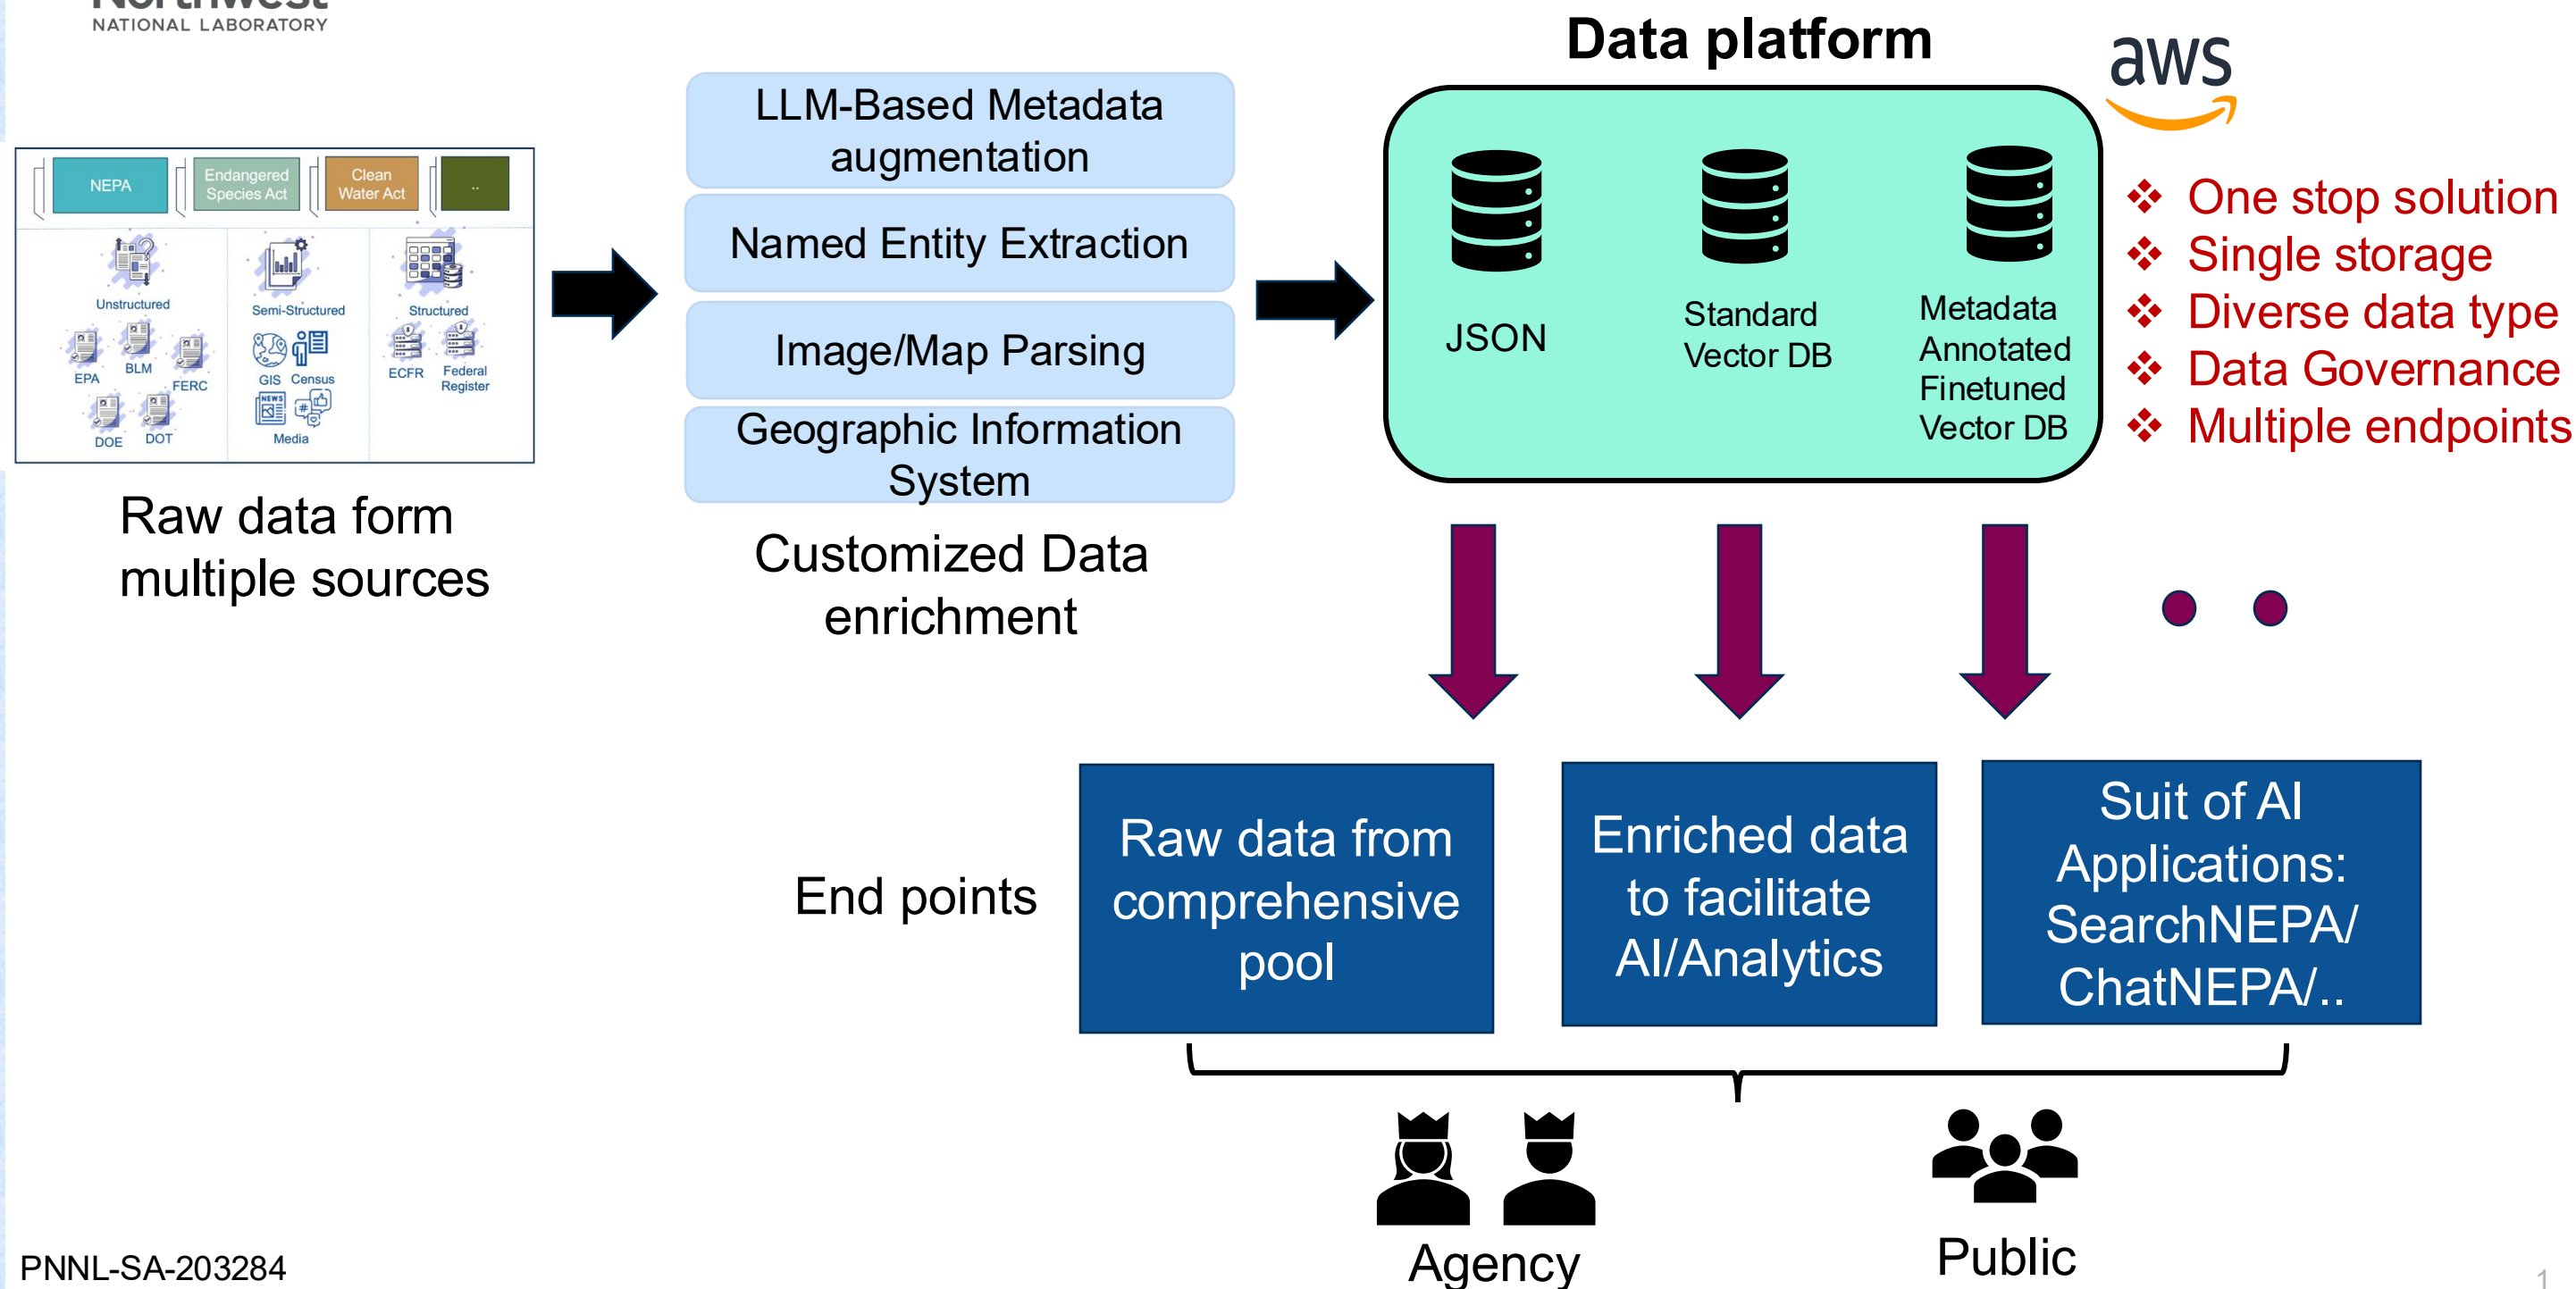 Northwest
NATIONAL LABORATORY
Data platform
aws
NEPA
Endangered
Species Act
Clean
Water Act
..
Unstructured
EPA
BLM
FERC
DOE
DOT
Semi-Structured
GIS
Census
NEWS
Media
Structured
ECFR
Federal
Register
Raw data form
multiple sources
LLM-Based Metadata
augmentation
Named Entity Extraction
Image/Map Parsing
Geographic Information
System
Customized Data
enrichment
JSON
Standard
Vector DB
Metadata
Annotated
Finetuned
Vector DB
❖ One stop solution
❖ Single storage
❖ Diverse data type
❖ Data Governance
❖ Multiple endpoints
End points
Raw data from
comprehensive
pool
Enriched data
to facilitate
AI/Analytics
Suit of AI
Applications:
SearchNEPA/
ChatNEPA/..
Agency
Public
PNNL-SA-203284
1